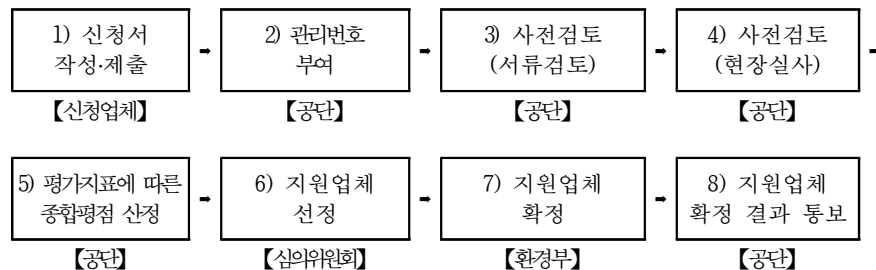 1) 신청서
작성·제출
➡
2) 관리번호
부여
➡
3) 사전검토
(서류검토)
➡
4) 사전검토
(현장실사)
➡
【신청업체】
【공단】
【공단】
【공단】
5) 평가지표에 따른
종합평점 산정
➡
6) 지원업체
선정
➡
7) 지원업체
확정
➡
8) 지원업체
확정 결과 통보
【공단】
【심의위원회】
【환경부】
【공단】